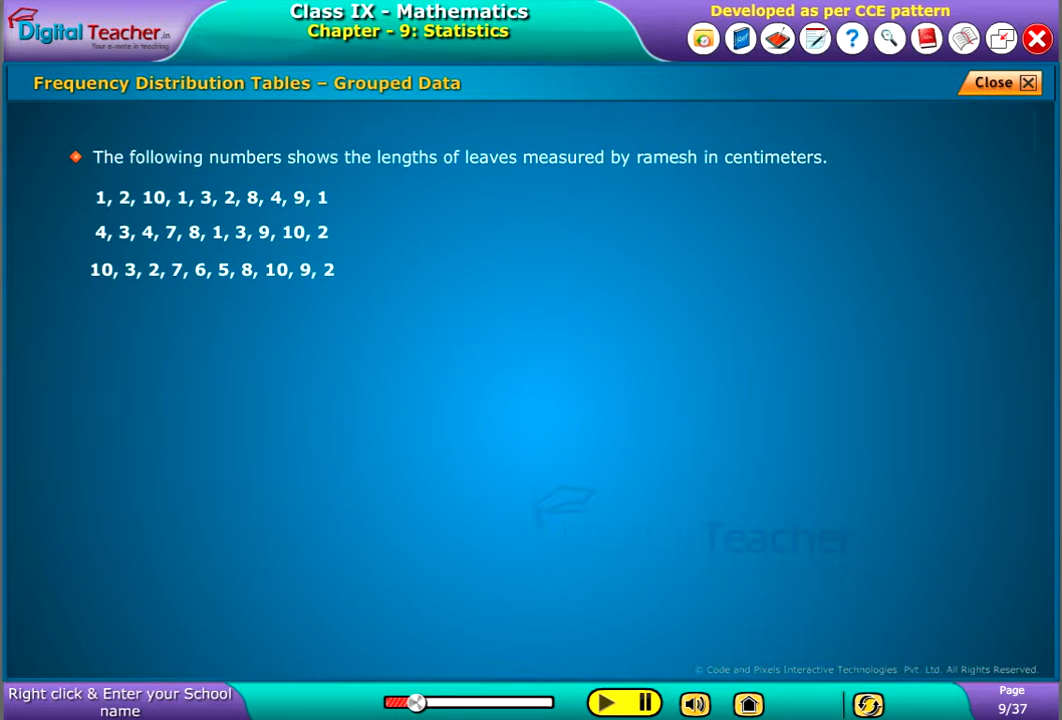 Digital Teacher.in
Your e-mate in teaching
Class IX - Mathematics
Chapter - 9: Statistics
Developed as per CCE pattern
Ref
?
Frequency Distribution Tables – Grouped Data
Close
The following numbers shows the lengths of leaves measured by ramesh in centimeters.
1, 2, 10, 1, 3, 2, 8, 4, 9, 1
4, 3, 4, 7, 8, 1, 3, 9, 10, 2
10, 3, 2, 7, 6, 5, 8, 10, 9, 2
Digital Teacher
© Code and Pixels Interactive Technologies Pvt. Ltd. All Rights Reserved.
Right click & Enter your School
name
Page
9/37